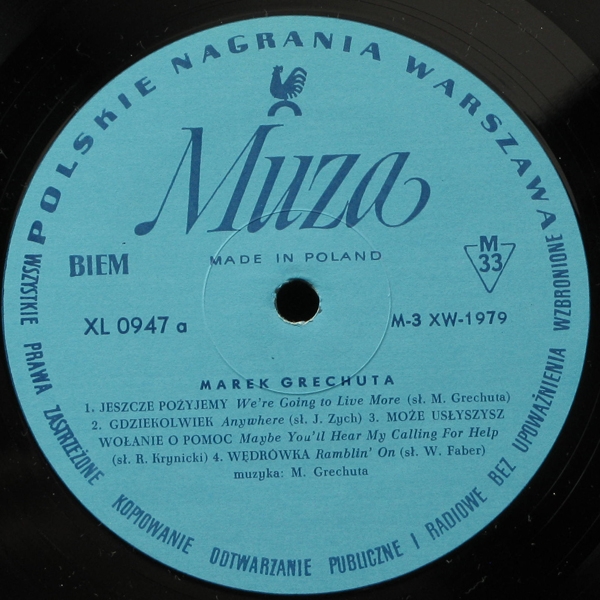 POLSKIE NAGRANIA WARSZAWA
Muza
BIEM
MADE IN POLAND
M
33
XL 0947 a
M-3 XW-1979
MAREK GRECHUTA
1. JESZCZE POŻYJEMY We're Going to Live More (sł. M. Grechuta)
2. GDZIEKOLWIEK Anywhere (sł. J. Zych) 3. MOŻE USŁYSZYSZ
WOŁANIE O POMOC Maybe You'll Hear My Calling For Help
(sł. R. Krynicki) 4. WĘDRÓWKA Ramblin' On (sł. W. Faber)
muzyka: M. Grechuta
WSZYSTKIE PRAWA ZASTRZEŻONE KOPIOWANIE ODTWARZANIE PUBLICZNE I RADIOWE BEZ UPOWAŻNIENIA WZBRONIONE